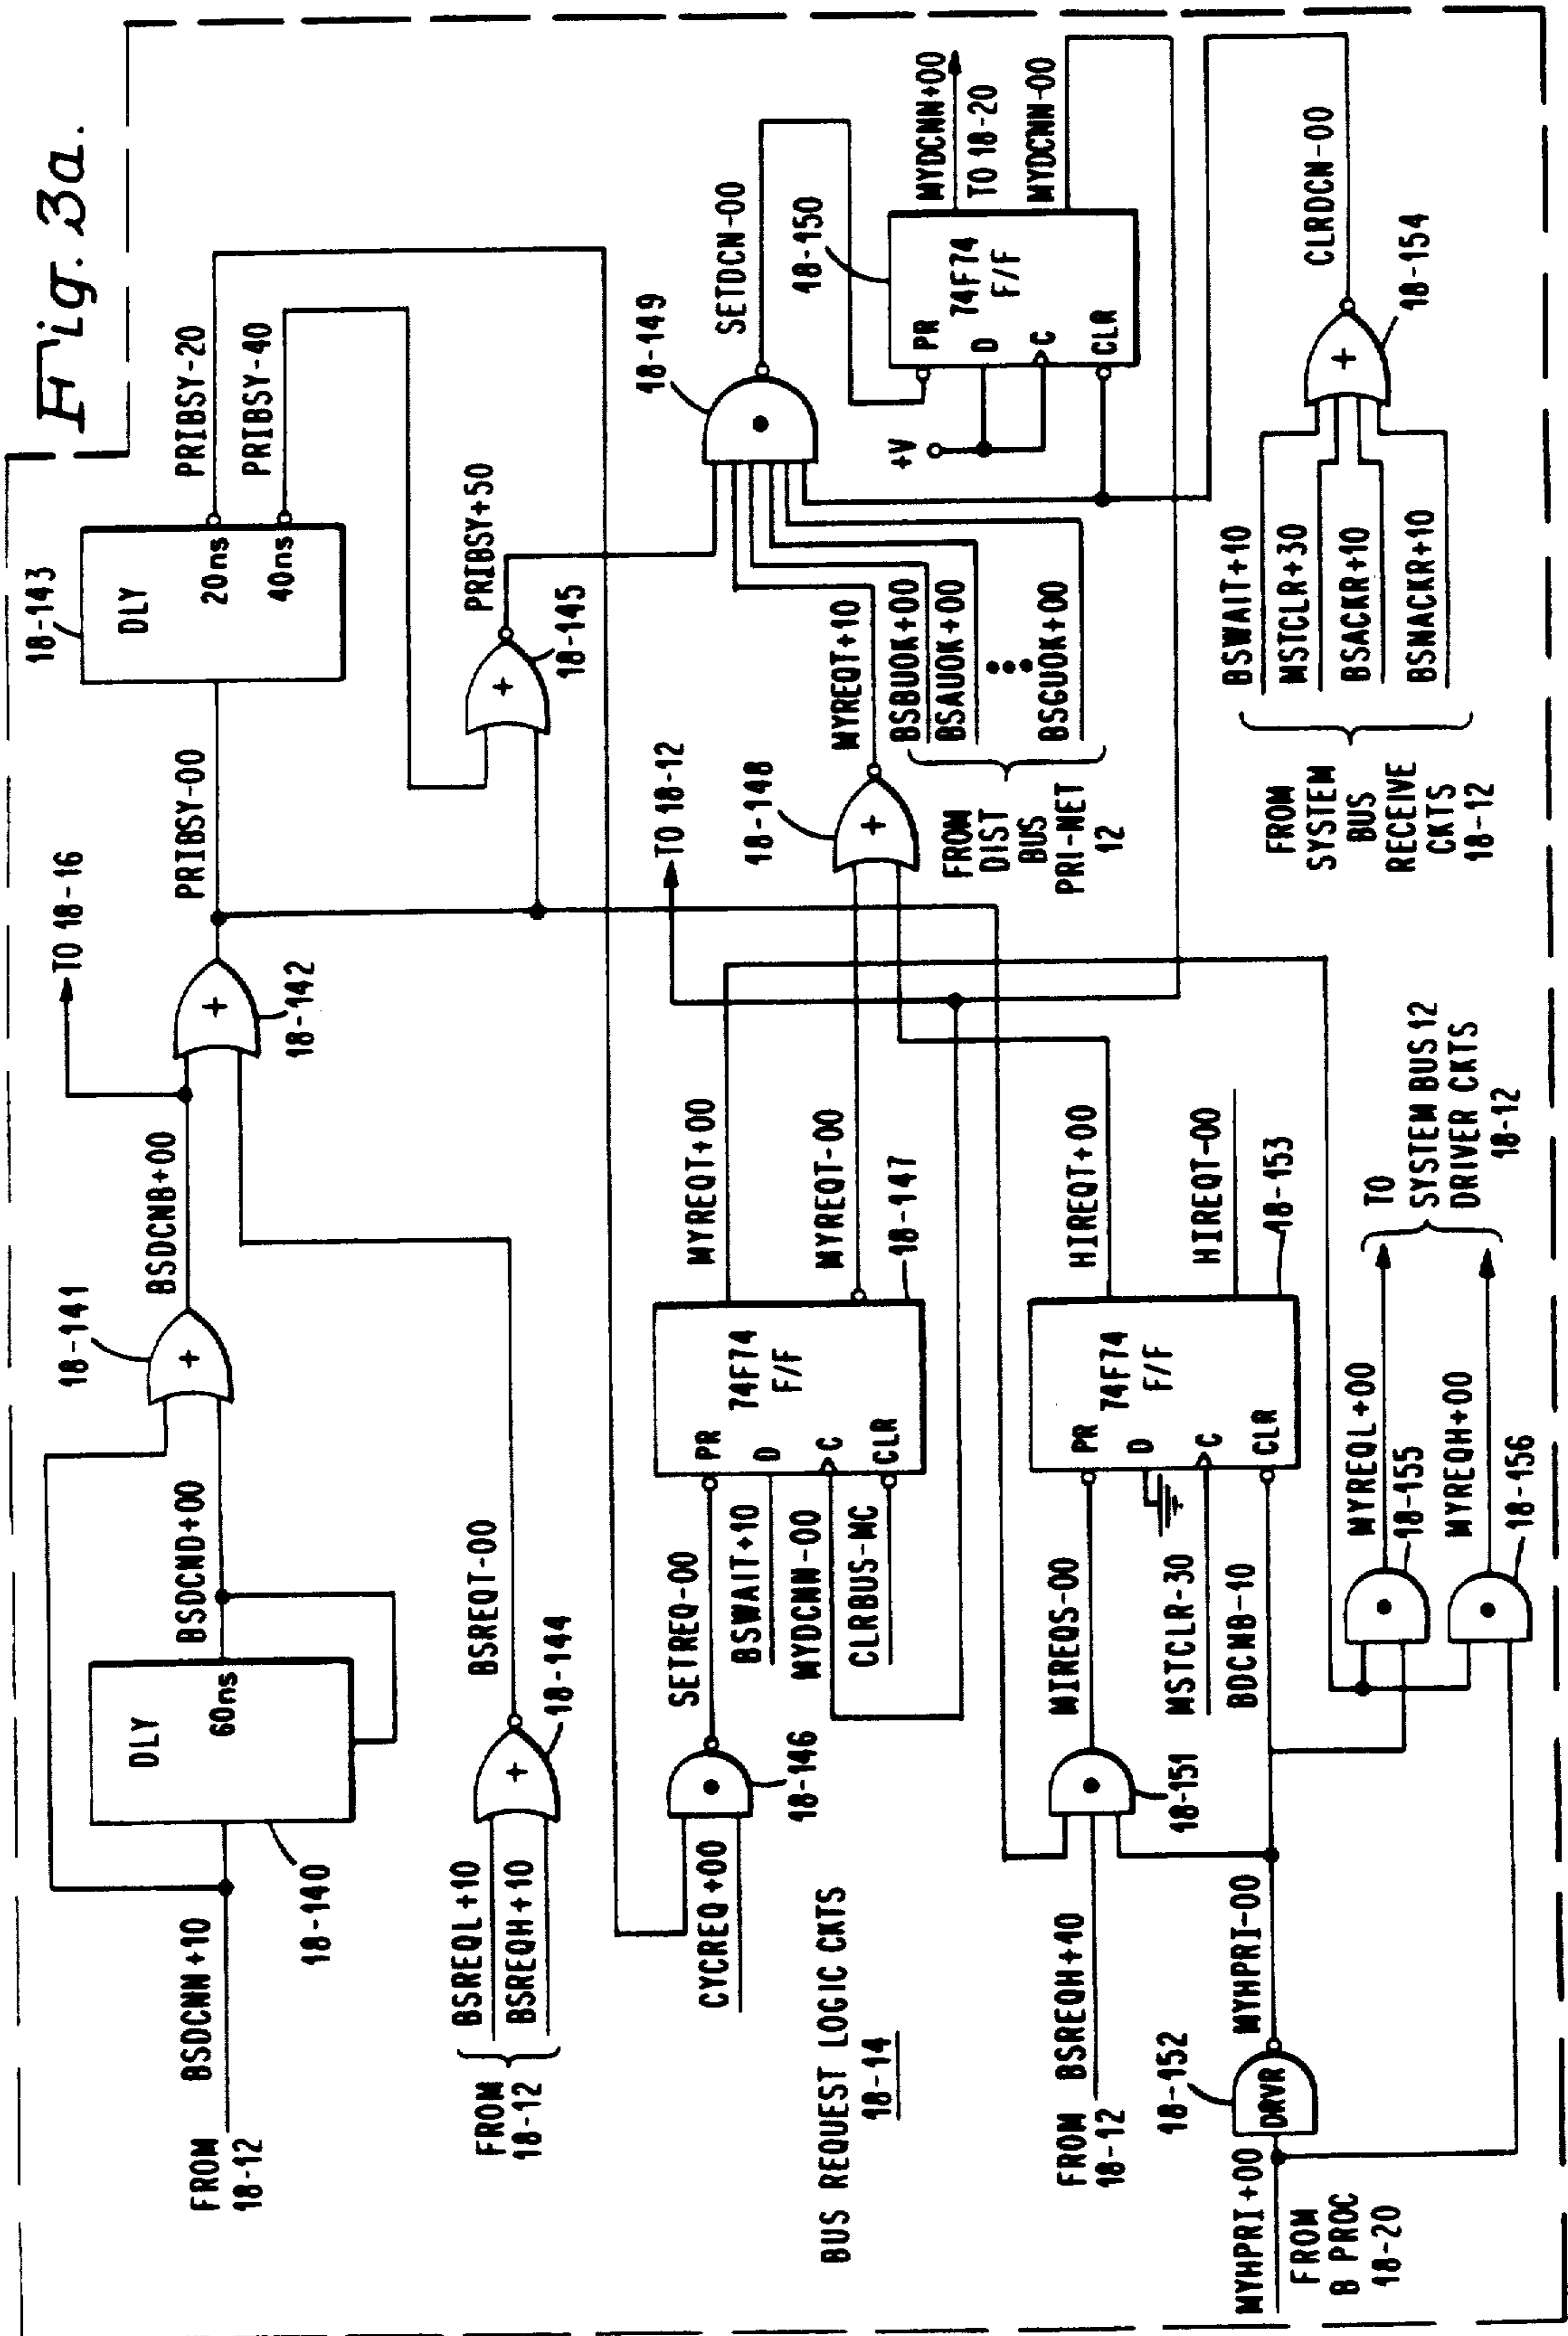 Fig. 3a.
FROM
18-12
BSDCNN+10
DLY
60ns
18-140
BSDCND+00
18-141
+
BSDCNB+00
TO 18-16
+
18-142
PRIBSY-00
18-143
DLY
20ns
40ns
PRIBSY-20
PRIBSY-40
FROM
18-12
BSREQL+10
BSREQH+10
+
18-144
BSREQT-00
+
18-145
PRIBSY+50
CYCREQ+00
18-146
SETREQ-00
BSWAIT+10
MYDCNN-00
CLRBUS-MC
PR
D
C
CLR
74F74
F/F
18-147
MYREQT+00
MYREQT-00
TO 18-12
18-148
+
MYREQT+10
BSBUOK+00
BSAUOK+00
BSGUOK+00
FROM
DIST
BUS
PRI-NET
12
18-149
SETDCN-00
+V
18-150
PR
D
C
CLR
74F74
F/F
MYDCNN+00
TO 18-20
MYDCNN-00
BUS REQUEST LOGIC CKTS
18-14
FROM
18-12
BSREQH+10
18-151
MIREQS-00
MSTCLR-30
BDCNB-10
PR
D
C
CLR
74F74
F/F
18-153
HIREQT+00
HIREQT-00
MYHPRI+00
FROM
B PROC
18-20
18-152
DRVR
MYHPRI-00
MYREQL+00
18-155
MYREQH+00
18-156
TO
SYSTEM BUS 12
DRIVER CKTS
18-12
FROM
SYSTEM
BUS
RECEIVE
CKTS
18-12
BSWAIT+10
MSTCLR+30
BSACKR+10
BSNACKR+10
+
18-154
CLRDCN-00